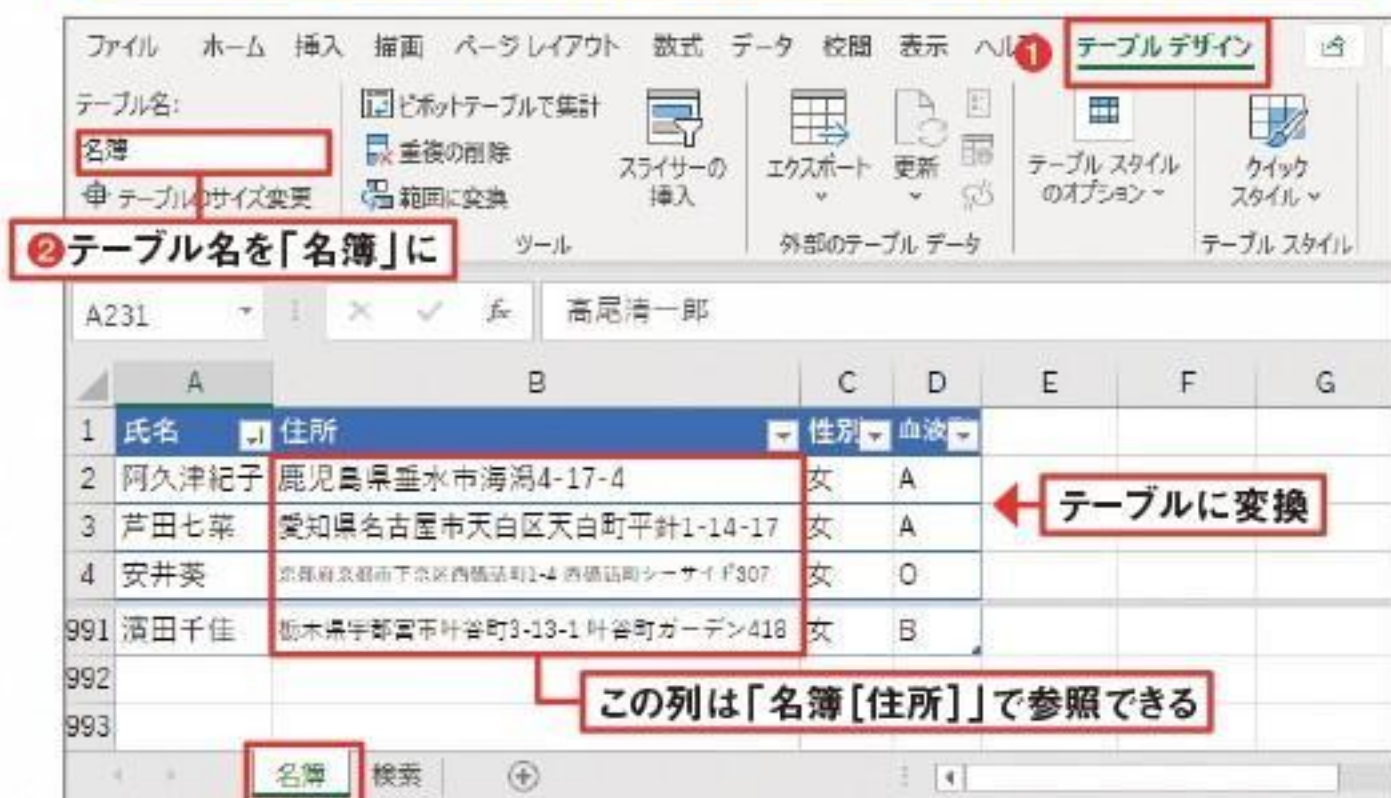 ファイル ホーム 挿入 描画 ページ レイアウト 数式 データ 校閲 表示 ヘル ❶ テーブル デザイン
テーブル名:
名簿
テーブルのサイズ変更
ピボットテーブルで集計
重複の削除
範囲に変換
スライサーの
挿入
エクスポート
更新
テーブル スタイル
のオプション
クイック
スタイル
❷テーブル名を「名簿」に
ツール 外部のテーブル データ テーブル スタイル
A231 fx 高尾清一郎
A B C D E F G
1 氏名 住所 性別 血液
2 阿久津紀子 鹿児島県垂水市海潟4-17-4 女 A
3 芦田七菜 愛知県名古屋市天白区天白町平針1-14-17 女 A
テーブルに変換
4 安井葵 京都府京都市下京区 307 女 O
991 濱田千佳 栃木県宇都宮市叶谷町3-13-1 叶谷町ガーデン418 女 B
992
この列は「名簿[住所]」で参照できる
993
名簿 検索